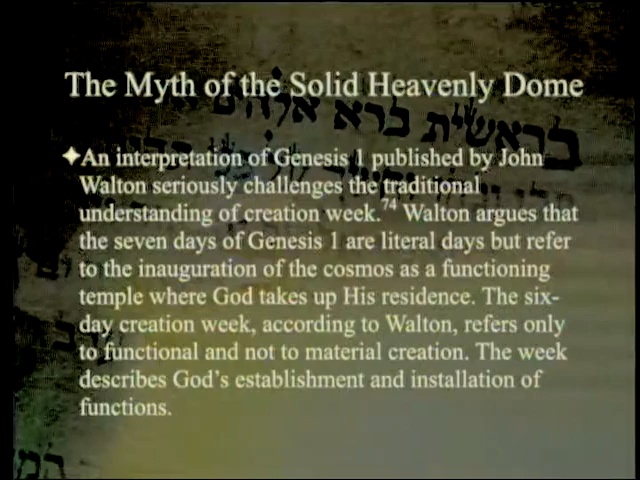 The Myth of the Solid Heavenly Dome
בראשית ברא אלהים
✦An interpretation of Genesis 1 published by John
Walton seriously challenges the traditional
understanding of creation week.74 Walton argues that
the seven days of Genesis 1 are literal days but refer
to the inauguration of the cosmos as a functioning
temple where God takes up His residence. The six-
day creation week, according to Walton, refers only
to functional and not to material creation. The week
describes God's establishment and installation of
functions.